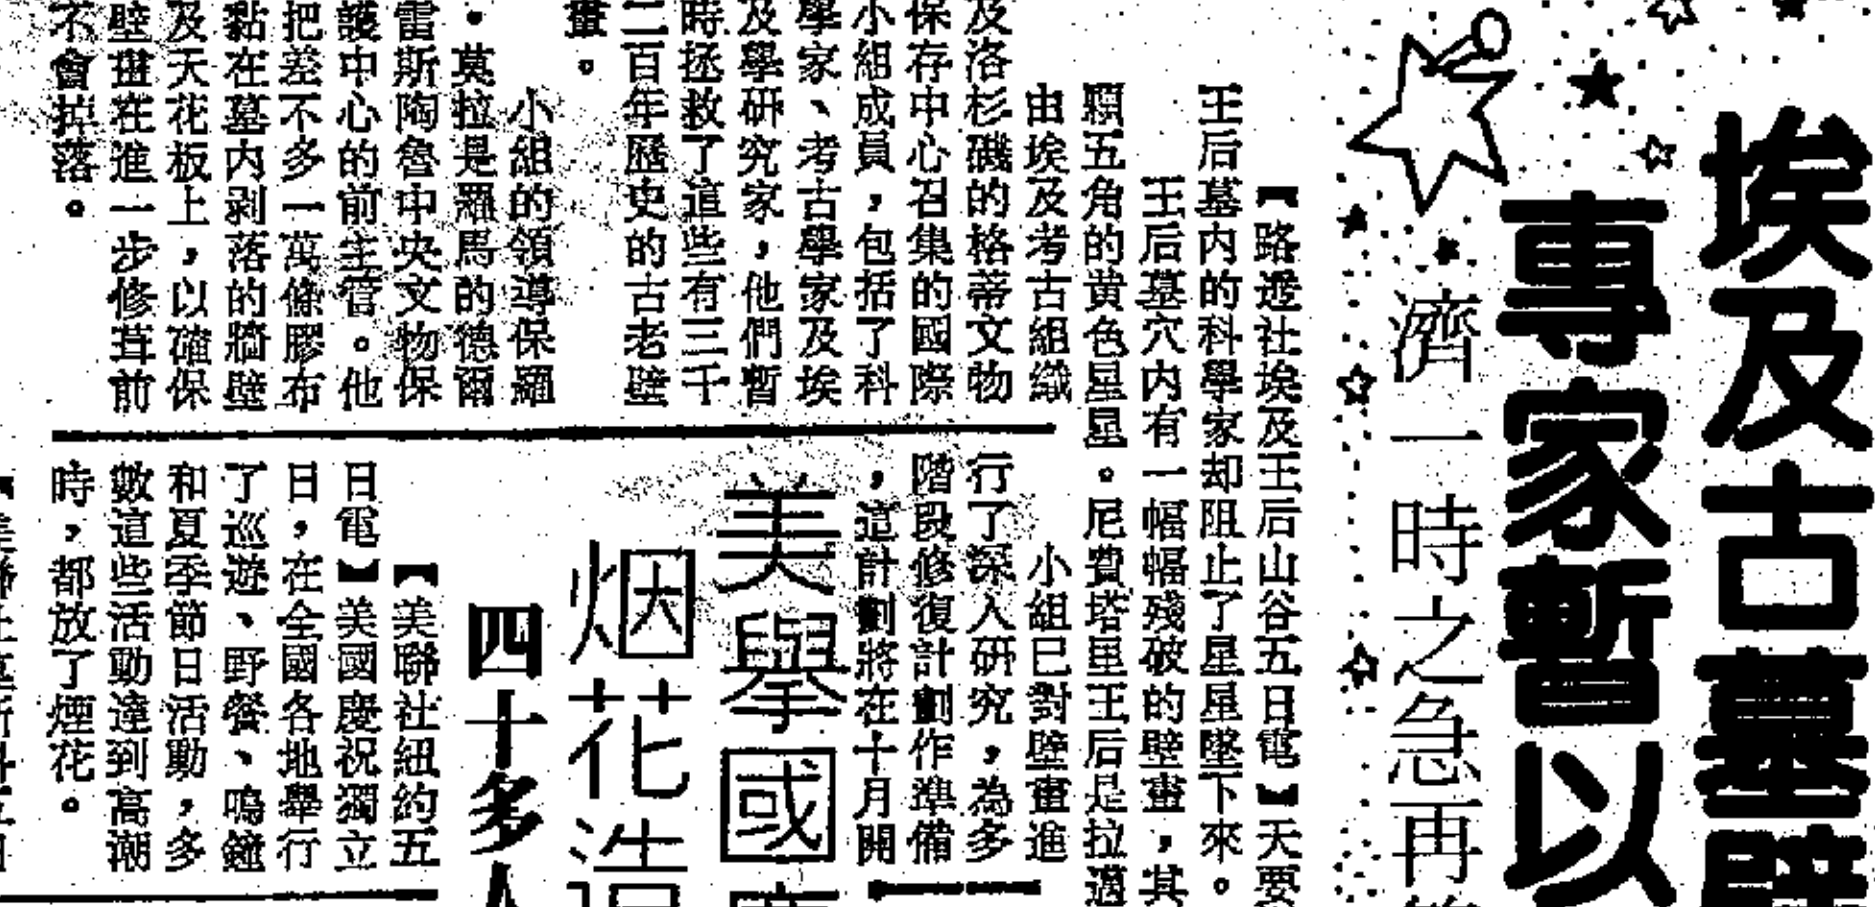 埃及古墓壁
專家暫以
濟一時之急再
【路透社埃及王后山谷五日電】天要
王后墓内的科學家却阻止了星星墜下來。
王后墓穴内有一幅幅殘破的壁畫，其
顆五角的黄色星星。尼費塔里王后是拉邁
由埃及考古組織
及洛杉磯的格蒂文物
保存中心召集的國際
小組成員，包括了科
學家、考古學家及埃
及學研究家，他們暫
時拯救了這些有三千
二百年歷史的古老壁
畫。
小組的領導保羅
・莫拉是羅馬的德爾
雷斯陶魯中央文物保
護中心的前主管。他
把差不多一萬條膠布
黏在墓内剥落的牆壁
及天花板上，以確保
壁畫在進一步修葺前
不會掉落。
小組已對壁畫進
行了深入研究，為多
階段修復計劃作準備
，這計劃將在十月開
美舉國
烟花造
四十多人
【美聯社紐約五
日電】美國慶祝獨立
日，在全國各地舉行
了巡遊、野餐、鳴鐘
和夏季節日活動，多
數這些活動達到高潮
時，都放了煙花。